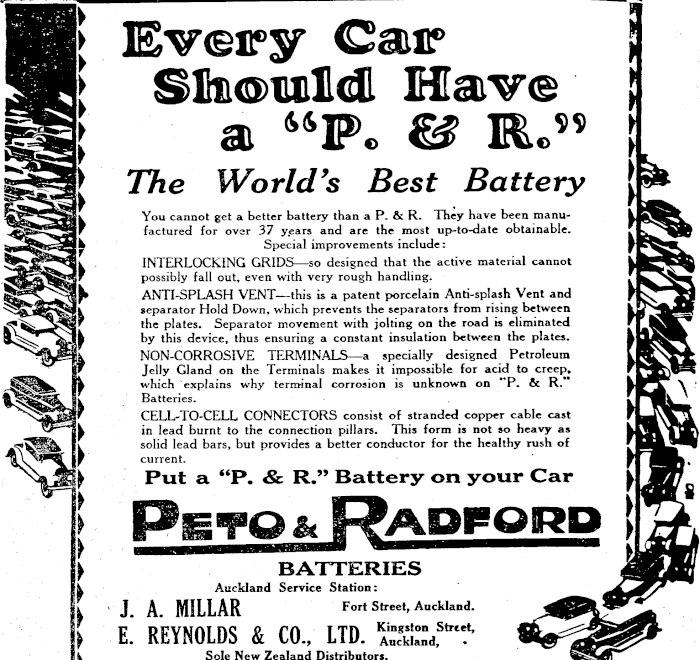 Every Car
Should Have
a "P. & R."
The World's Best Battery
You cannot get a better battery than a P. & R. They have been manu-
factured for over 37 years and are the most up-to-date obtainable.
Special improvements include:
INTERLOCKING GRIDS—so designed that the active material cannot
possibly fall out, even with very rough handling.
ANTI-SPLASH VENT—this is a patent porcelain Anti-splash Vent and
separator Hold Down, which prevents the separators from rising between
the plates. Separator movement with jolting on the road is eliminated
by this device, thus ensuring a constant insulation between the plates.
NON-CORROSIVE TERMINALS—a specially designed Petroleum
Jelly Gland on the Terminals makes it impossible for acid to creep,
which explains why terminal corrosion is unknown on "P. & R."
Batteries.
CELL-TO-CELL CONNECTORS consist of stranded copper cable cast
in lead burnt to the connection pillars. This form is not so heavy as
solid lead bars, but provides a better conductor for the healthy rush of
current.
Put a "P. & R." Battery on your Car
PETO & RADFORD
BATTERIES
Auckland Service Station:
J. A. MILLAR Fort Street, Auckland.
E. REYNOLDS & CO., LTD. Kingston Street,
Auckland,
Sole New Zealand Distributors.